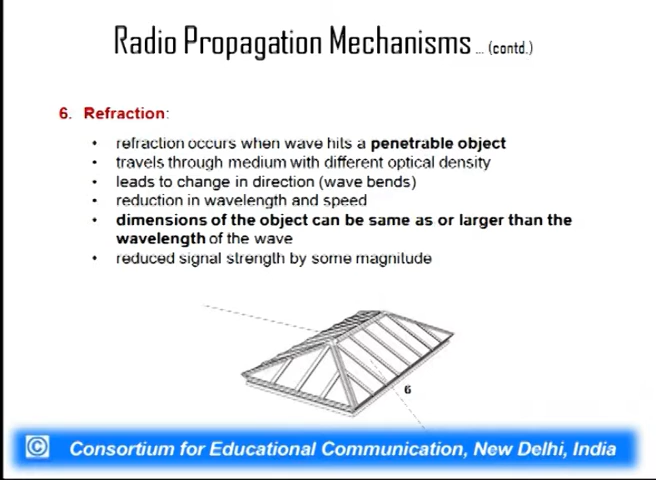 Radio Propagation Mechanisms ... (contd.)
6. Refraction:
• refraction occurs when wave hits a penetrable object
• travels through medium with different optical density
• leads to change in direction (wave bends)
• reduction in wavelength and speed
• dimensions of the object can be same as or larger than the
wavelength of the wave
• reduced signal strength by some magnitude
6
© Consortium for Educational Communication, New Delhi, India